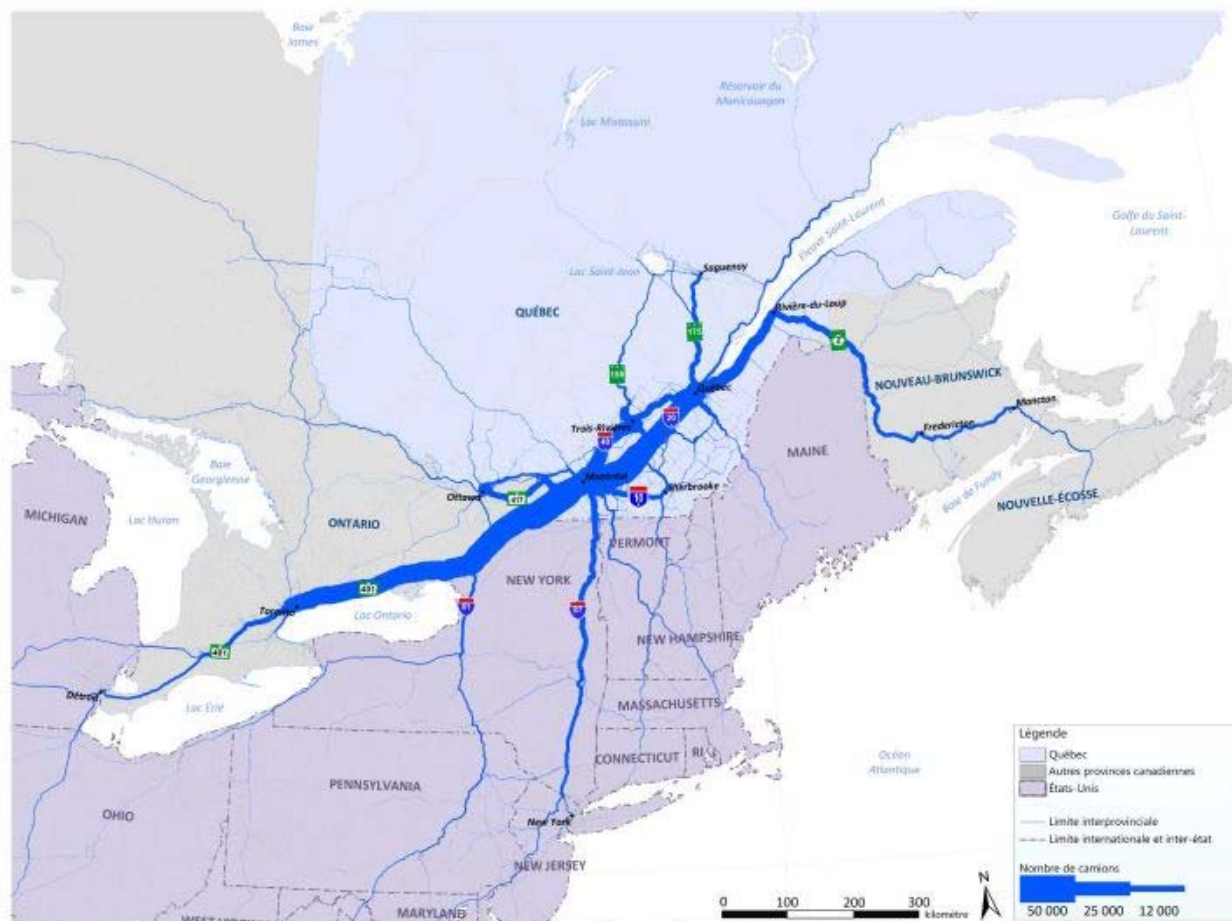 Baie
James
Réservoir du
Manicouagan
Lac Mistassini
Golfe du Saint-
Laurent
Fleuve Saint-Laurent
Lac Saint-Jean
Saguenay
QUÉBEC
Rivière-du-Loup
175
2
155
NOUVEAU-BRUNSWICK
Québec
Moncton
20
Trois-Rivières
Fredericton
40
MAINE
Baie
Georgienne
Montréal
Sherbrooke
Ottawa
417
10
Baie de Fundy
NOUVELLE-ÉCOSSE
MICHIGAN
Lac Huron
ONTARIO
VERMONT
NEW YORK
401
Toronto
Lac Ontario
81
87
NEW HAMPSHIRE
401
Détroit
Lac Érié
MASSACHUSETTS
CONNECTICUT
RI
Océan
Atlantique
PENNSYLVANIA
OHIO
New York
NEW JERSEY
WEST VIRGINIA
MARYLAND
Légende
Québec
Autres provinces canadiennes
États-Unis
Limite interprovinciale
Limite internationale et inter-état
Nombre de camions
50 000 25 000 12 000
0 100 200 300
kilomètre
N